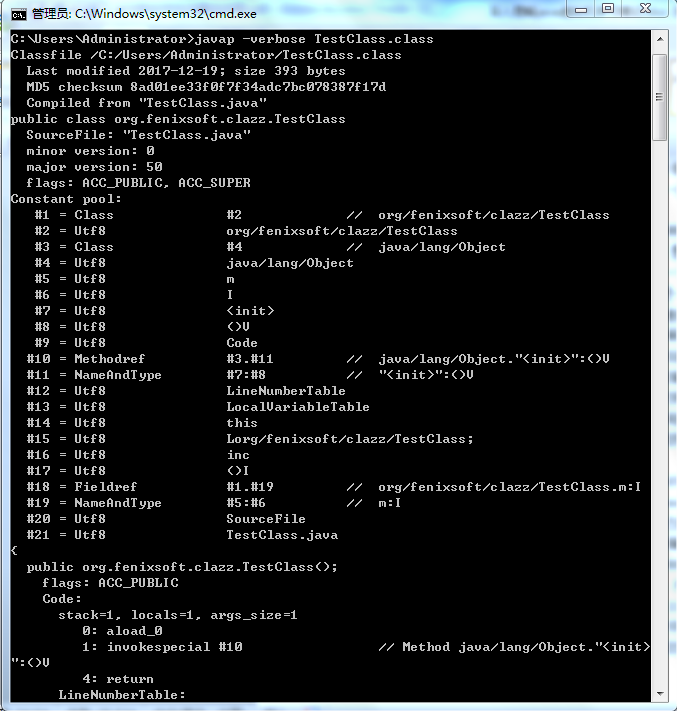 管理员: C:\Windows\system32\cmd.exe
C:\Users\Administrator>javap -verbose TestClass.class
Classfile /C:/Users/Administrator/TestClass.class
  Last modified 2017-12-19; size 393 bytes
  MD5 checksum 8ad01ee33f0f7f34adc7bc078387f17d
  Compiled from "TestClass.java"
public class org.fenixsoft.clazz.TestClass
  SourceFile: "TestClass.java"
  minor version: 0
  major version: 50
  flags: ACC_PUBLIC, ACC_SUPER
Constant pool:
   #1 = Class              #2             //  org/fenixsoft/clazz/TestClass
   #2 = Utf8               org/fenixsoft/clazz/TestClass
   #3 = Class              #4             //  java/lang/Object
   #4 = Utf8               java/lang/Object
   #5 = Utf8               m
   #6 = Utf8               I
   #7 = Utf8               <init>
   #8 = Utf8               ()V
   #9 = Utf8               Code
  #10 = Methodref          #3.#11         //  java/lang/Object."<init>":()V
  #11 = NameAndType        #7:#8          //  "<init>":()V
  #12 = Utf8               LineNumberTable
  #13 = Utf8               LocalVariableTable
  #14 = Utf8               this
  #15 = Utf8               Lorg/fenixsoft/clazz/TestClass;
  #16 = Utf8               inc
  #17 = Utf8               ()I
  #18 = Fieldref           #1.#19         //  org/fenixsoft/clazz/TestClass.m:I
  #19 = NameAndType        #5:#6          //  m:I
  #20 = Utf8               SourceFile
  #21 = Utf8               TestClass.java
{
  public org.fenixsoft.clazz.TestClass();
    flags: ACC_PUBLIC
    Code:
      stack=1, locals=1, args_size=1
         0: aload_0
         1: invokespecial #10                 // Method java/lang/Object."<init>
":()V
         4: return
      LineNumberTable: